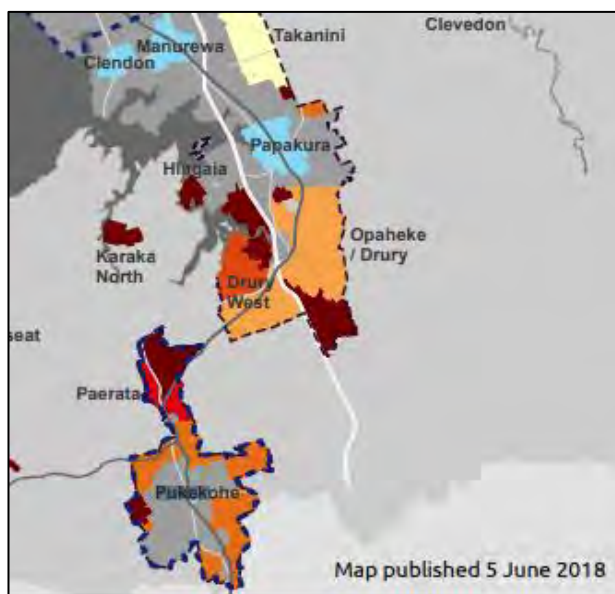 Takanini
Clevedon
Manurewa
Clendon
Papakura
Hingaia
Karaka
North
Opaheke
/ Drury
Drury
West
seat
Paerata
Pukekohe
Map published 5 June 2018